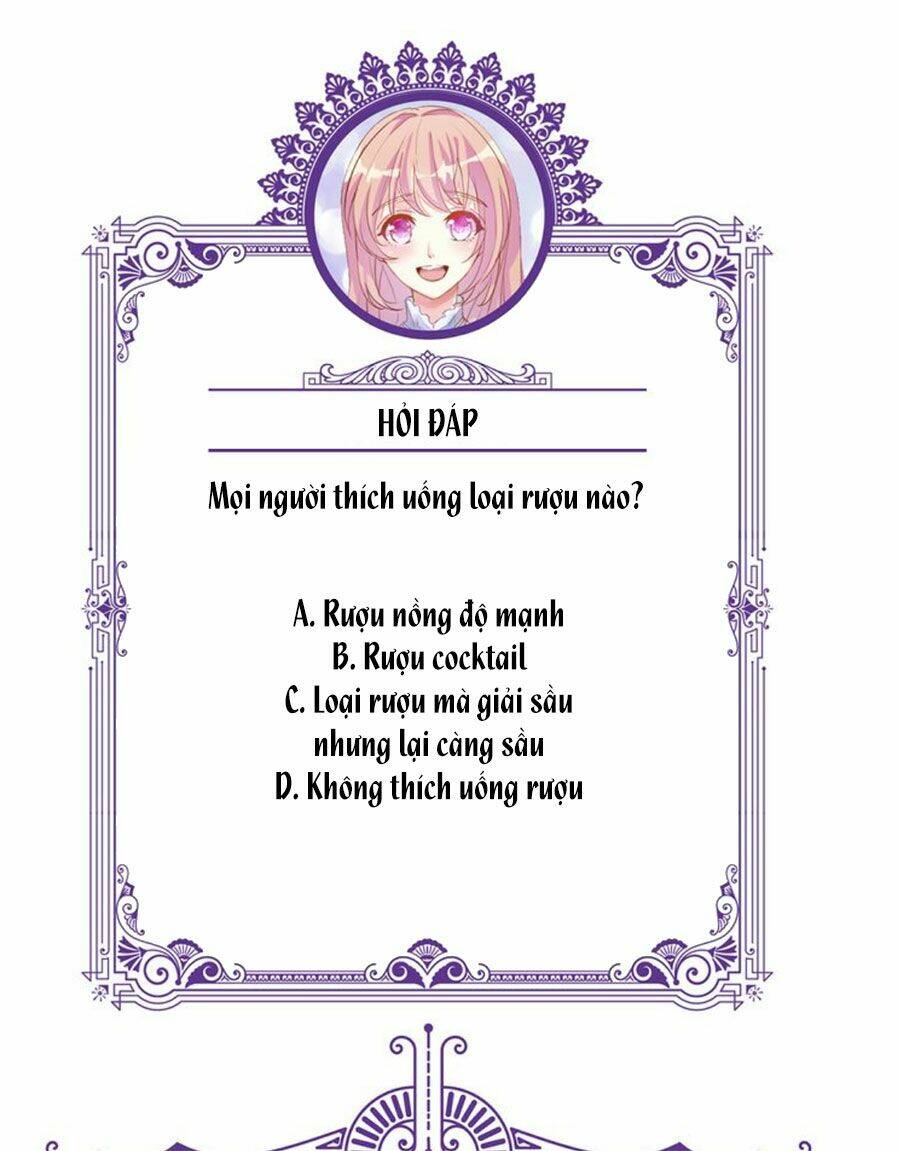 HỎI ĐÁP
Mọi người thích uống loại rượu nào?
A. Rượu nồng độ mạnh
B. Rượu cocktail
C. Loại rượu mà giải sầu
nhưng lại càng sầu
D. Không thích uống rượu